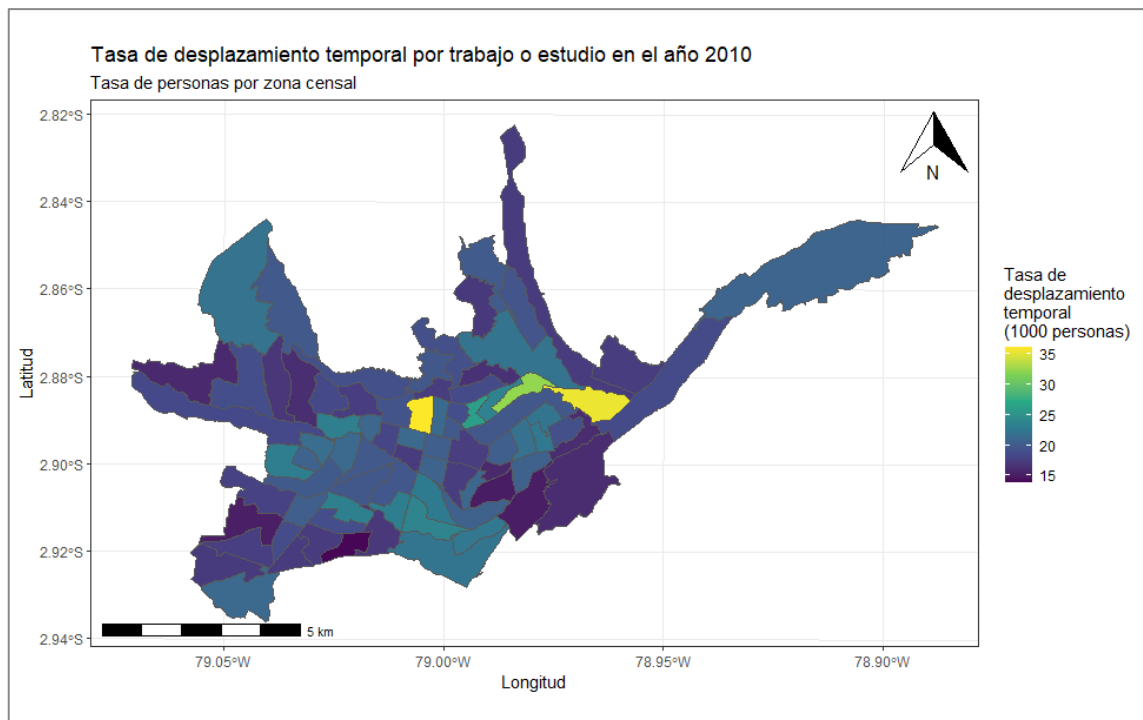 Tasa de desplazamiento temporal por trabajo o estudio en el año 2010
Tasa de personas por zona censal
2.82°S
2.84°S
2.86°S
2.88°S
2.90°S
2.92°S
2.94°S
Latitud
N
Tasa de
desplazamiento
temporal
(1000 personas)
35
30
25
20
15
5 km
79.05°W
79.00°W
78.95°W
78.90°W
Longitud